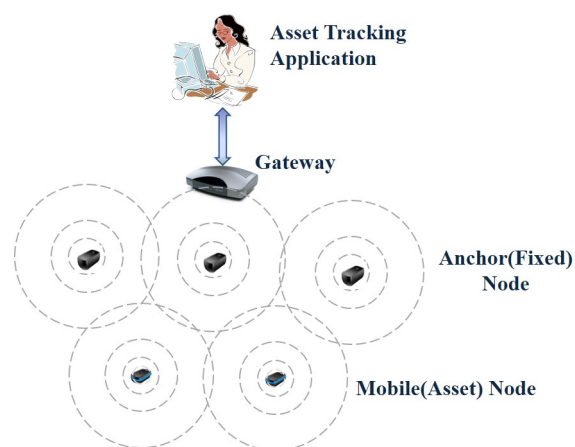 Asset Tracking
Application
Gateway
Anchor(Fixed)
Node
Mobile(Asset) Node